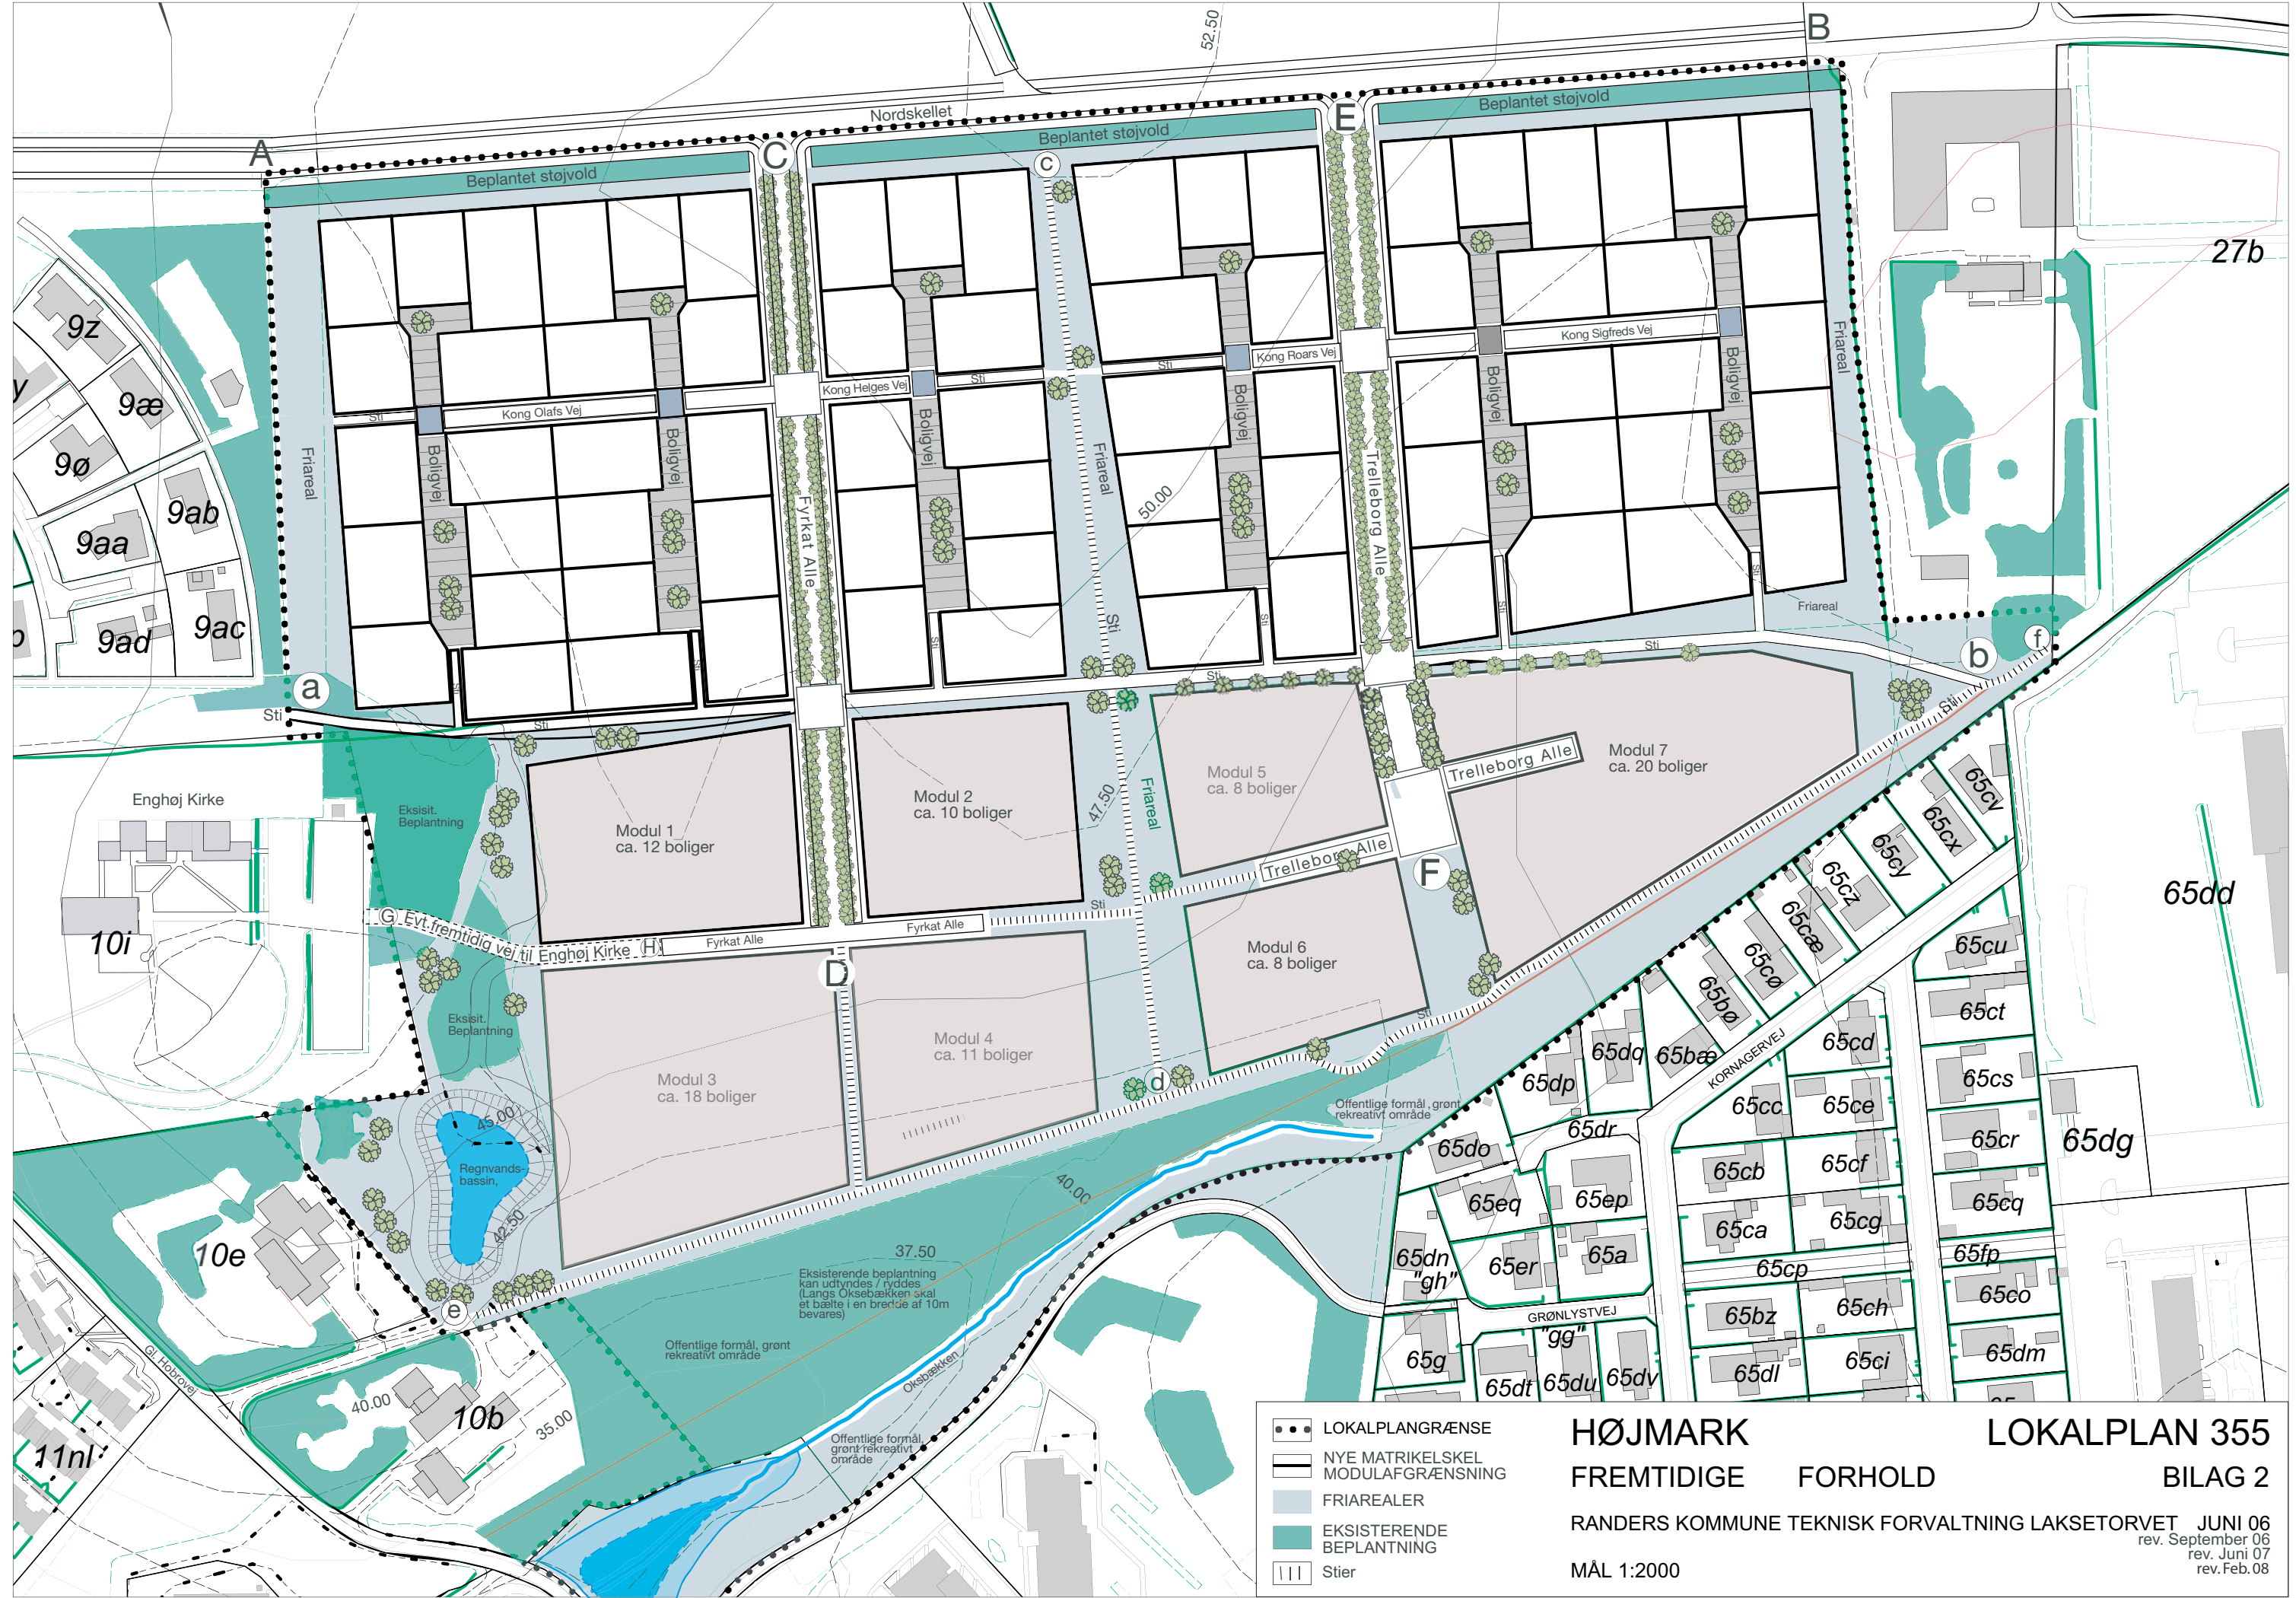 52.50
B
Nordskellet
Beplantet støjvold
E
Beplantet støjvold
A
C
c
Beplantet støjvold
27b
9z
y
9æ
9ø
9ab
9aa
9ac
9ad
Friareal
Sti
Kong Olafs Vej
Boligvej
Boligvej
Kong Helges Vej
Sti
Boligvej
Fyrkat Alle
Friareal
Sti
Kong Roars Vej
Boligvej
50.00
Trelleborg Alle
Kong Sigfreds Vej
Boligvej
Boligvej
Friareal
Friareal
Sti
Sti
Sti
Sti
Sti
Sti
Sti
a
Sti
Sti
Sti
Sti
b
f
Sti
Enghøj Kirke
Eksisit.
Beplantning
Modul 1
ca. 12 boliger
Modul 2
ca. 10 boliger
47.50
Friareal
Modul 5
ca. 8 boliger
Trelleborg Alle
Modul 7
ca. 20 boliger
Trelleborg Alle
F
10i
G
Evt.fremtidig vej til Enghøj Kirke
H
Fyrkat Alle
Fyrkat Alle
Sti
D
Modul 6
ca. 8 boliger
Sti
Eksisit.
Beplantning
Modul 3
ca. 18 boliger
Modul 4
ca. 11 boliger
d
45.00
Regnvands-
bassin,
42.50
10e
e
Offentlige formål, grønt
rekreativt område
40.00
37.50
Eksisterende beplantning
kan udtyndes / ryddes
(Langs Oksebækken skal
et bælte i en bredde af 10m
bevares)
Offentlige formål, grønt
rekreativt område
Oksbækken
Offentlige formål,
grønt rekreativt
område
Gl. Hobrovej
40.00
35.00
10b
11nl
65cv
65cx
65cy
65cz
65cæ
65cø
65bø
65bæ
65dq
65dp
65dr
65do
65eq
65ep
65dn
"gh"
65er
65a
GRØNLYSTVEJ
"gg"
65g
65dt
65du
65dv
KORNAGERVEJ
65dd
65cu
65ct
65cd
65cs
65cc
65ce
65cr
65dg
65cb
65cf
65cq
65ca
65cg
65fp
65cp
65co
65bz
65ch
65dm
65dl
65ci
LOKALPLANGRÆNSE
NYE MATRIKELSKEL
MODULAFGRÆNSNING
FRIAREALER
EKSISTERENDE
BEPLANTNING
Stier
HØJMARK LOKALPLAN 355
FREMTIDIGE FORHOLD BILAG 2
RANDERS KOMMUNE TEKNISK FORVALTNING LAKSETORVET JUNI 06
rev. September 06
rev. Juni 07
rev. Feb. 08
MÅL 1:2000